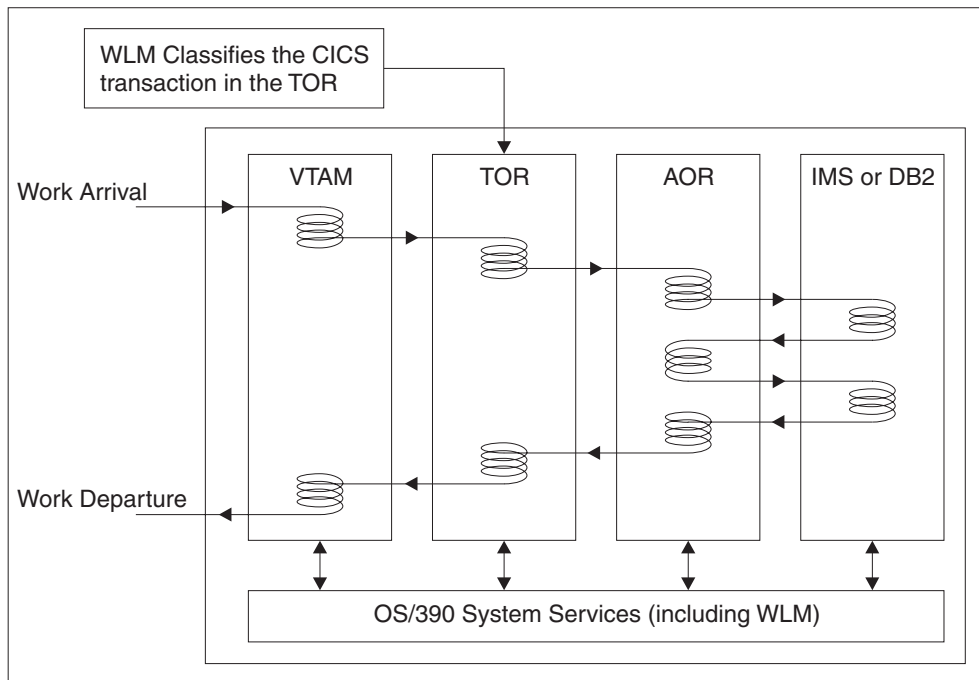 WLM Classifies the CICS
transaction in the TOR
VTAM
TOR
AOR
IMS or DB2
Work Arrival
Work Departure
OS/390 System Services (including WLM)